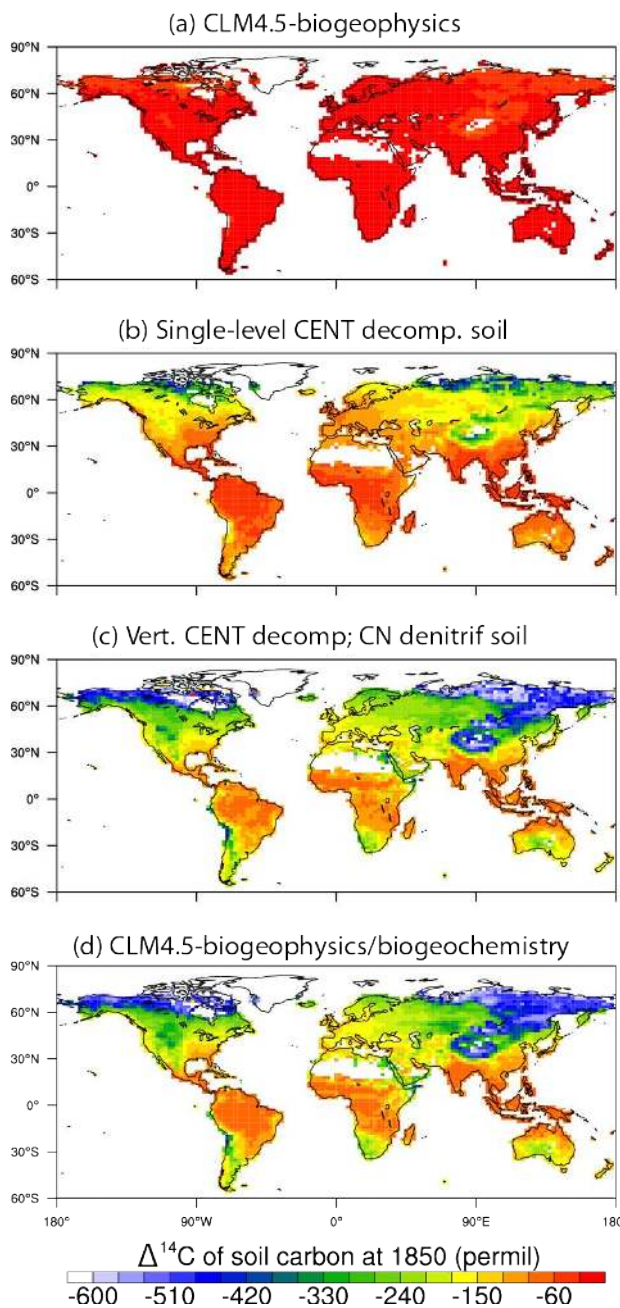 (a) CLM4.5-biogeophysics
90°N
60°N
30°N
0°
30°S
60°S
(b) Single-level CENT decomp. soil
90°N
60°N
30°N
0°
30°S
60°S
(c) Vert. CENT decomp; CN denitrif soil
90°N
60°N
30°N
0°
30°S
60°S
(d) CLM4.5-biogeophysics/biogeochemistry
90°N
60°N
30°N
0°
30°S
60°S
180° 90°W 0° 90°E 180°
Δ¹⁴C of soil carbon at 1850 (permil)
-600 -510 -420 -330 -240 -150 -60